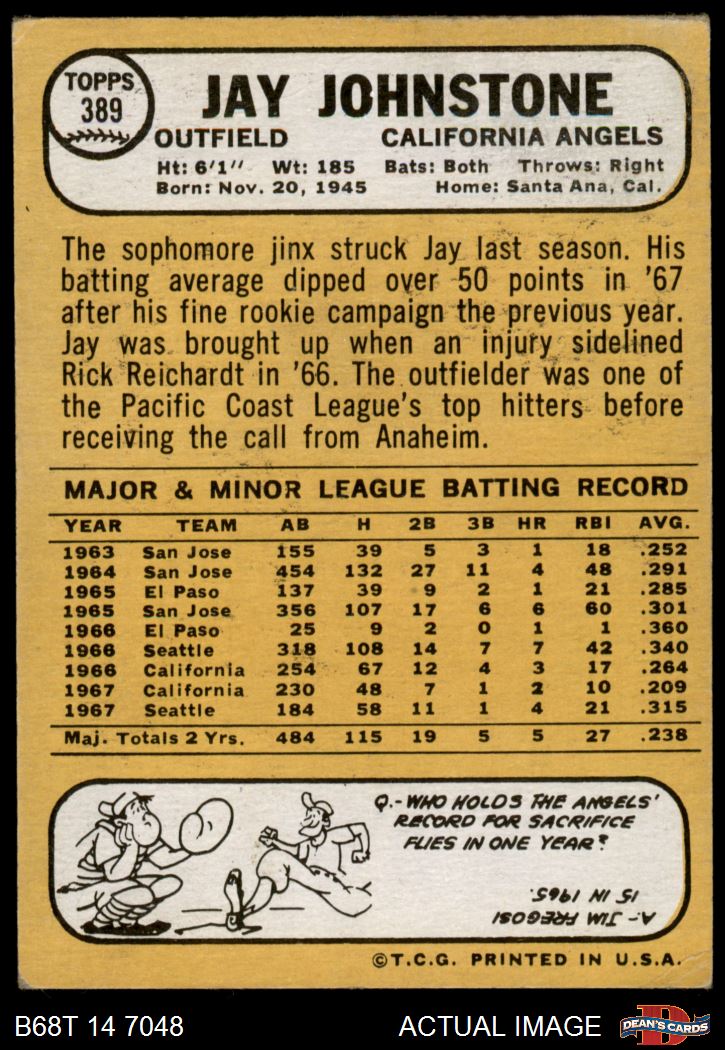 TOPPS
389
JAY JOHNSTONE
OUTFIELD CALIFORNIA ANGELS
Ht: 6'1" Wt: 185 Bats: Both Throws: Right
Born: Nov. 20, 1945 Home: Santa Ana, Cal.
The sophomore jinx struck Jay last season. His
batting average dipped over 50 points in '67
after his fine rookie campaign the previous year.
Jay was brought up when an injury sidelined
Rick Reichardt in '66. The outfielder was one of
the Pacific Coast League's top hitters before
receiving the call from Anaheim.
MAJOR & MINOR LEAGUE BATTING RECORD
YEAR TEAM AB H 2B 3B HR RBI AVG.
1963 San Jose 155 39 5 3 1 18 .252
1964 San Jose 454 132 27 11 4 48 .291
1965 El Paso 137 39 9 2 1 21 .285
1965 San Jose 356 107 17 6 6 60 .301
1966 El Paso 25 9 2 0 1 1 .360
1966 Seattle 318 108 14 7 7 42 .340
1966 California 254 67 12 4 3 17 .264
1967 California 230 48 7 1 2 10 .209
1967 Seattle 184 58 11 1 4 21 .315
Maj. Totals 2 Yrs. 484 115 19 5 5 27 .238
Q.-WHO HOLDS THE ANGELS'
RECORD FOR SACRIFICE
FLIES IN ONE YEAR?
A- JIM FREGOSI
15 IN 1965.
©T.C.G. PRINTED IN U.S.A.
B68T 14 7048 ACTUAL IMAGE DEAN'S CARDS